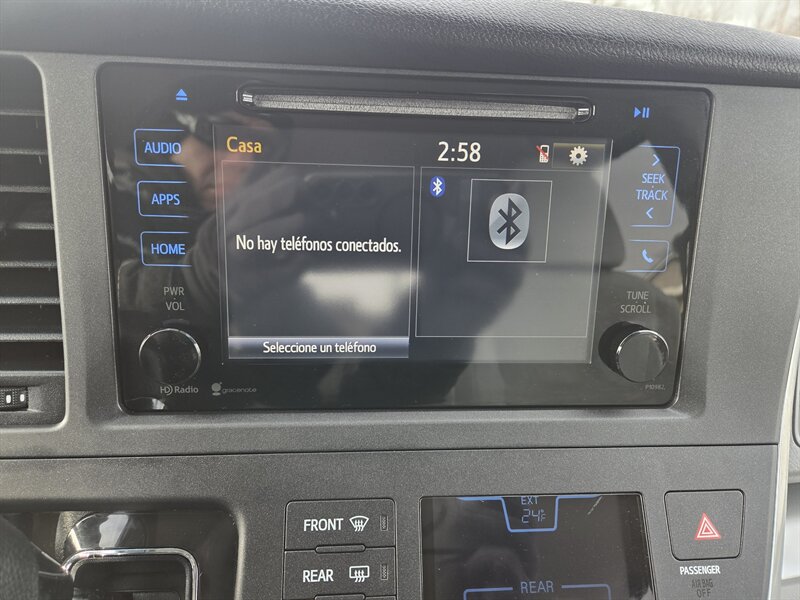 AUDIO
APPS
HOME
PWR
VOL
Casa
2:58
No hay teléfonos conectados.
Seleccione un teléfono
SEEK
TRACK
TUNE
SCROLL
HD Radio
gracenote
P10982
FRONT
REAR
EXT
24°F
REAR
PASSENGER
AIR BAG
OFF